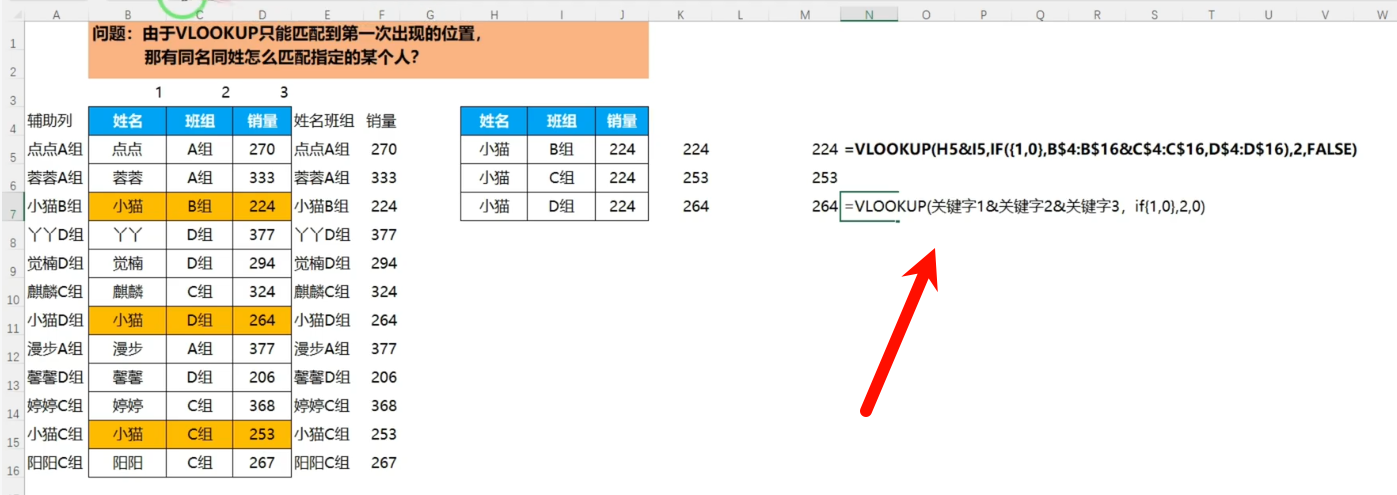 A B C D E F G H I J K L M N O P Q R S T U V W
1 问题：由于VLOOKUP只能匹配到第一次出现的位置，
2 那有同名同姓怎么匹配指定的某个人？
3 1 2 3
4 辅助列 姓名 班组 销量 姓名班组 销量 姓名 班组 销量
5 点点A组 点点 A组 270 点点A组 270 小猫 B组 224 224 224 =VLOOKUP(H5&I5,IF({1,0},B$4:B$16&C$4:C$16,D$4:D$16),2,FALSE)
6 蓉蓉A组 蓉蓉 A组 333 蓉蓉A组 333 小猫 C组 224 253 253
7 小猫B组 小猫 B组 224 小猫B组 224 小猫 D组 224 264 264 =VLOOKUP(关键字1&关键字2&关键字3，if{1,0},2,0)
8 丫丫D组 丫丫 D组 377 丫丫D组 377
9 觉楠D组 觉楠 D组 294 觉楠D组 294
10 麒麟C组 麒麟 C组 324 麒麟C组 324
11 小猫D组 小猫 D组 264 小猫D组 264
12 漫步A组 漫步 A组 377 漫步A组 377
13 馨馨D组 馨馨 D组 206 馨馨D组 206
14 婷婷C组 婷婷 C组 368 婷婷C组 368
15 小猫C组 小猫 C组 253 小猫C组 253
16 阳阳C组 阳阳 C组 267 阳阳C组 267